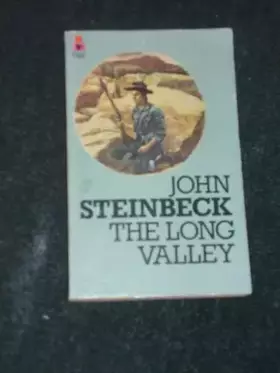 JOHN
STEINBECK
THE LONG
VALLEY